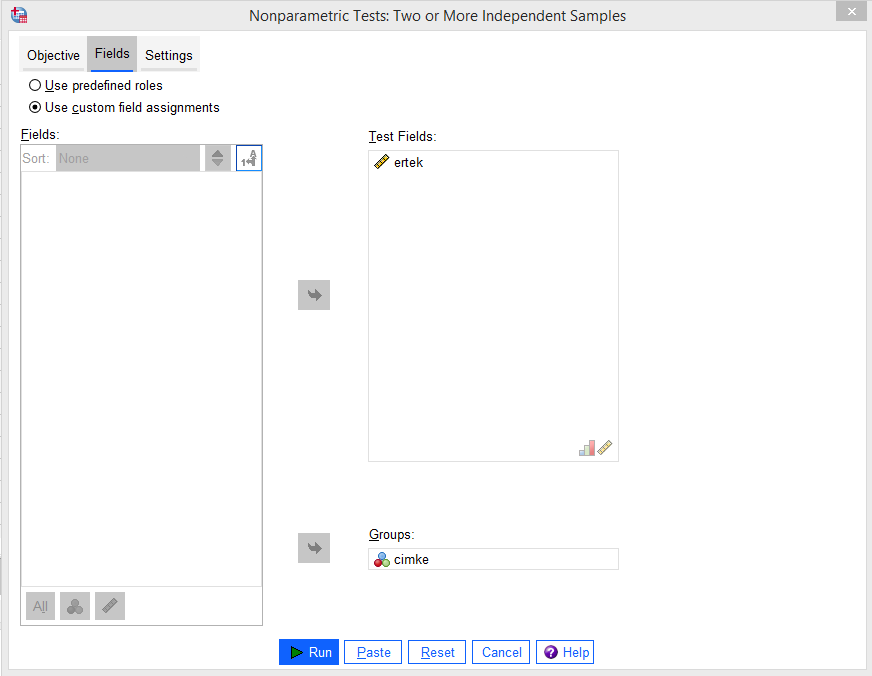 Nonparametric Tests: Two or More Independent Samples
Objective Fields Settings
Use predefined roles
Use custom field assignments
Fields:
Sort: None
Test Fields:
ertek
Groups:
cimke
All
Run Paste Reset Cancel Help